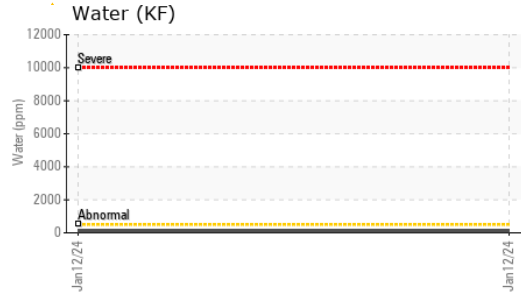 Water (KF)
12000
Severe
10000
8000
6000
4000
2000
Abnormal
0
Water (ppm)
Jan12/24
Jan12/24